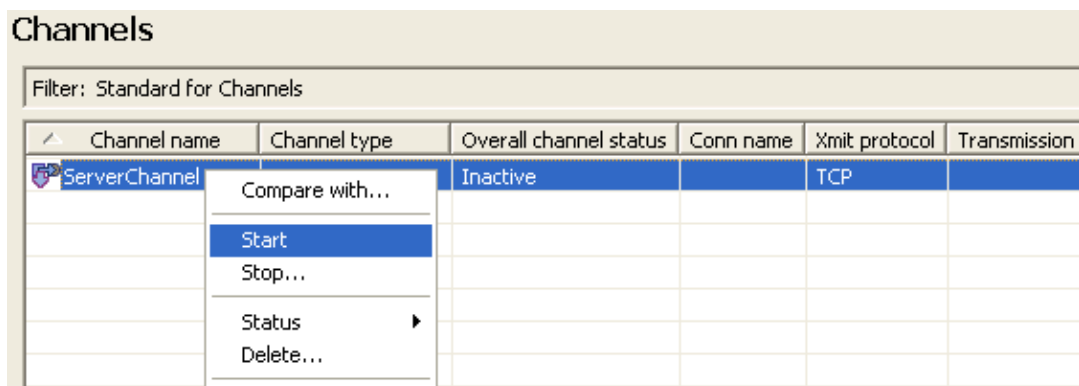 Channels
Filter: Standard for Channels
Channel name Channel type Overall channel status Conn name Xmit protocol Transmission
ServerChannel Inactive TCP
Compare with...
Start
Stop...
Status
Delete...